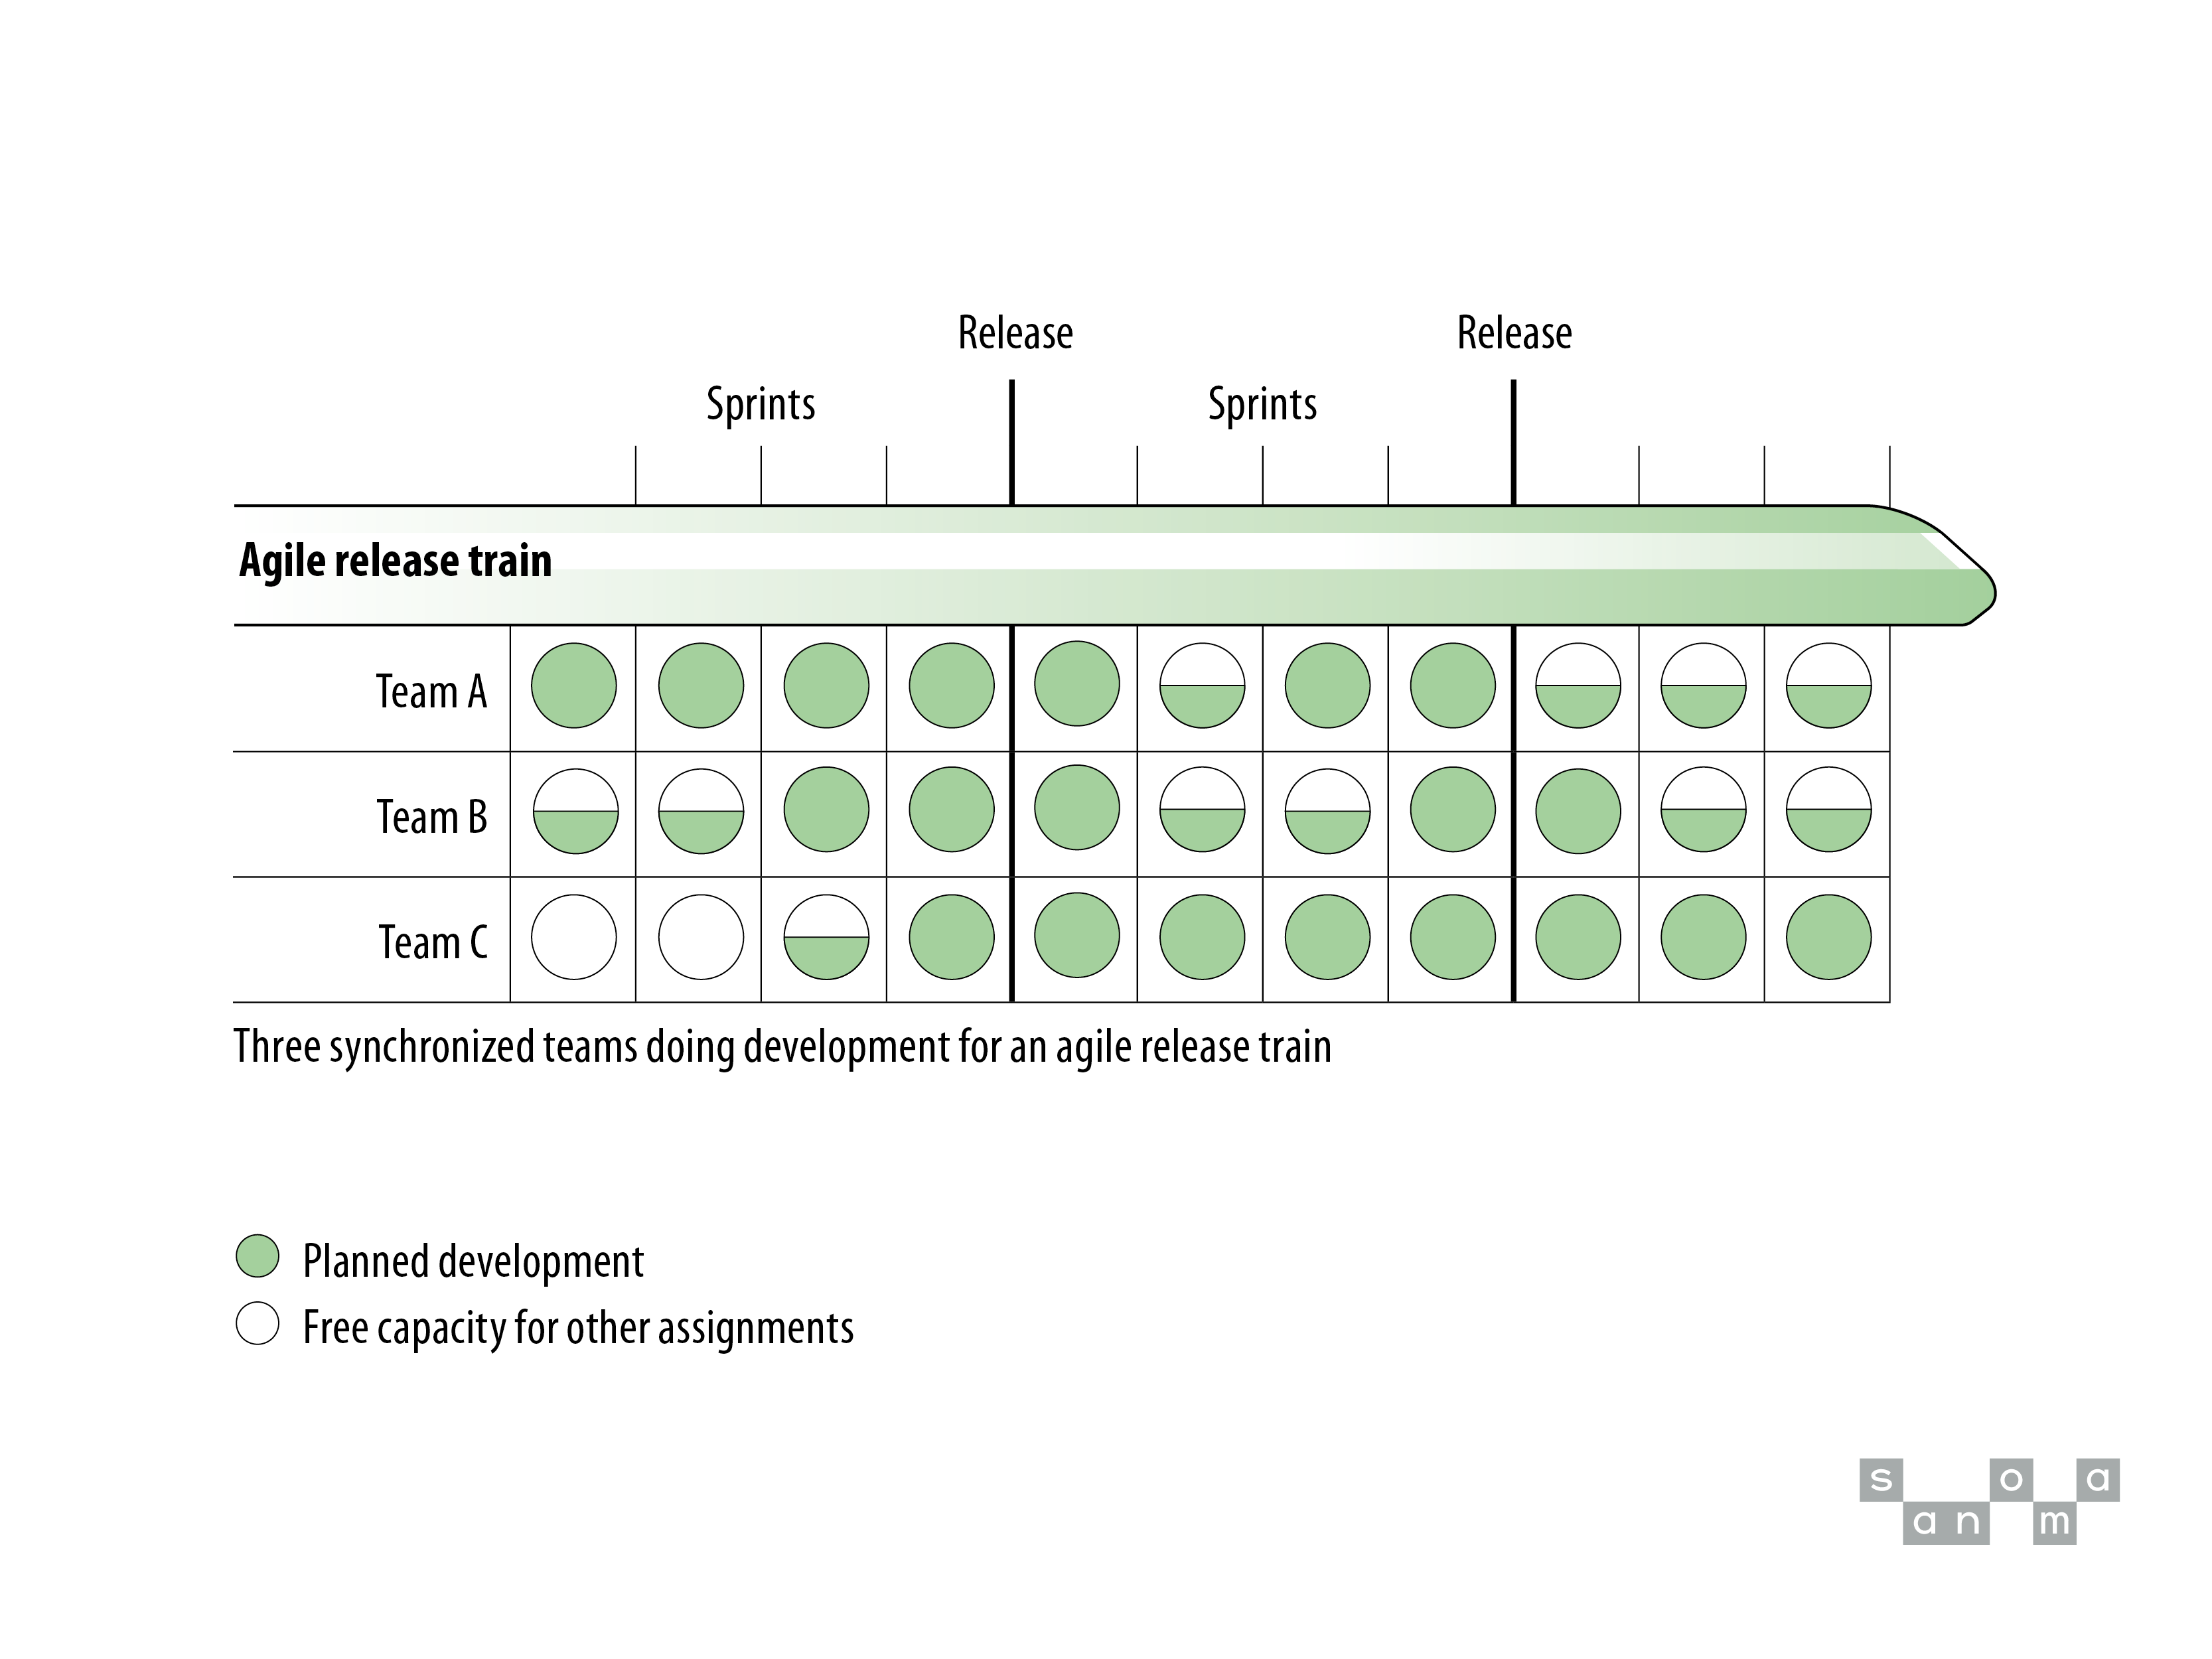 Release
Release
Sprints
Sprints
Agile release train
Team A
Team B
Team C
Three synchronized teams doing development for an agile release train
Planned development
Free capacity for other assignments
sanoma